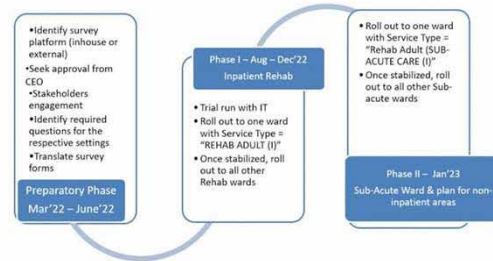 •Identify survey
platform (inhouse or
external)
•Seek approval from
CEO
•Stakeholders
engagement
•Identify required
questions for the
respective settings
•Translate survey
forms
Preparatory Phase
Mar'22 – June'22
Phase I – Aug – Dec'22
Inpatient Rehab
• Trial run with IT
• Roll out to one ward
with Service Type =
"REHAB ADULT (I)"
• Once stabilized, roll
out to all other
Rehab wards
• Roll out to one ward
with Service Type =
"Rehab Adult (SUB-
ACUTE CARE (I)"
• Once stabilized, roll
out to all other Sub-
acute wards
Phase II – Jan'23
Sub-Acute Ward & plan for non-
inpatient areas